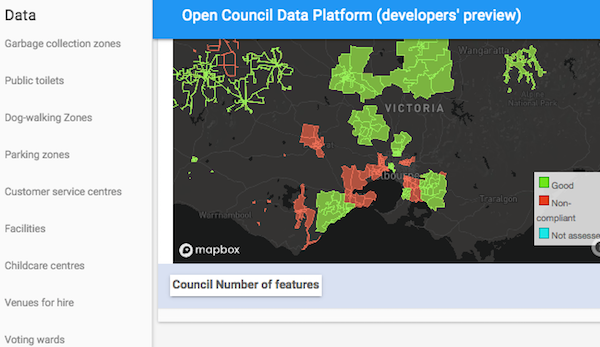 Data
Garbage collection zones
Public toilets
Dog-walking Zones
Parking zones
Customer service centres
Facilities
Childcare centres
Venues for hire
Voting wards
Open Council Data Platform (developers' preview)
Wangaratta
National Park
VICTORIA
Traralgon
Warrnambool
Good
Non-
compliant
Not assesse
mapbox
Council Number of features